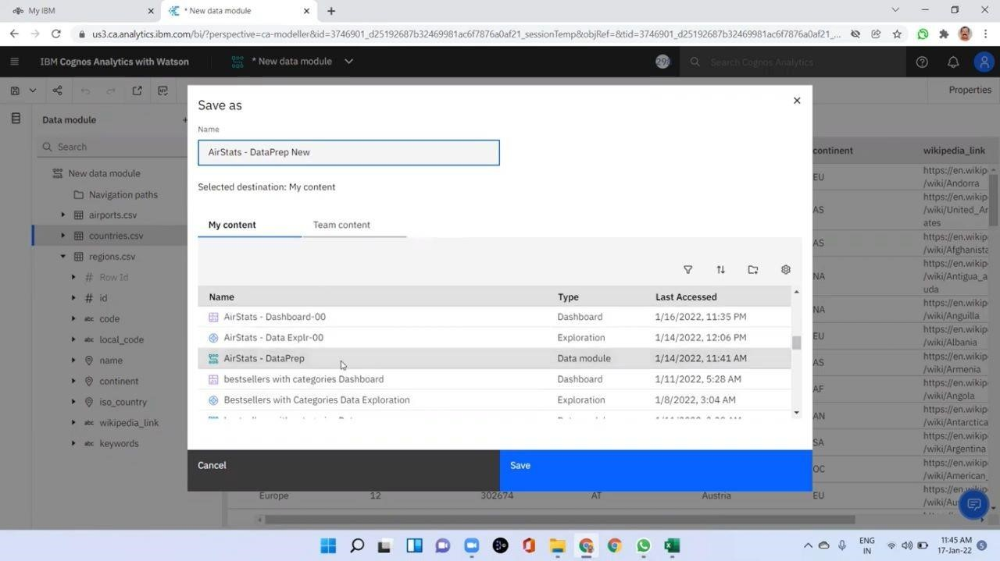 My IBM
* New data module
us3.ca.analytics.ibm.com/bi/?perspective=ca-modeller&id=3746901_d25192687b32469981ac6f7876a0af21_sessionTemp&objRef=&tid=3746901_d25192687b32469981ac6f7876a0af21_...
IBM Cognos Analytics with Watson
* New data module
Search Cognos Analytics
Properties
Data module
Search
New data module
Navigation paths
airports.csv
countries.csv
regions.csv
Row Id
id
code
local_code
name
continent
iso_country
wikipedia_link
keywords
Save as
Name
AirStats - DataPrep New
Selected destination: My content
My content
Team content
Name Type Last Accessed
AirStats - Dashboard-00 Dashboard 1/16/2022, 11:35 PM
AirStats - Data Explr-00 Exploration 1/14/2022, 12:06 PM
AirStats - DataPrep Data module 1/14/2022, 11:41 AM
bestsellers with categories Dashboard Dashboard 1/11/2022, 5:28 AM
Bestsellers with Categories Data Exploration Exploration 1/8/2022, 3:04 AM
Cancel
Save
continent wikipedia_link
EU https://en.wikip
/wiki/Andorra
AS https://en.wikip
/wiki/United_Ar
ates
AS https://en.wikip
/wiki/Afghanista
NA https://en.wikip
/wiki/Antigua_a
uda
NA https://en.wikip
/wiki/Anguilla
EU https://en.wikip
/wiki/Albania
AS https://en.wikip
/wiki/Armenia
AF https://en.wikip
/wiki/Angola
AN https://en.wikip
/wiki/Antarctica
SA https://en.wikip
/wiki/Argentina
OC https://en.wikip
/wiki/American_
Europe 12 302674 AT Austria EU https://en.wikip
ENG
IN
11:45 AM
17-Jan-22
5